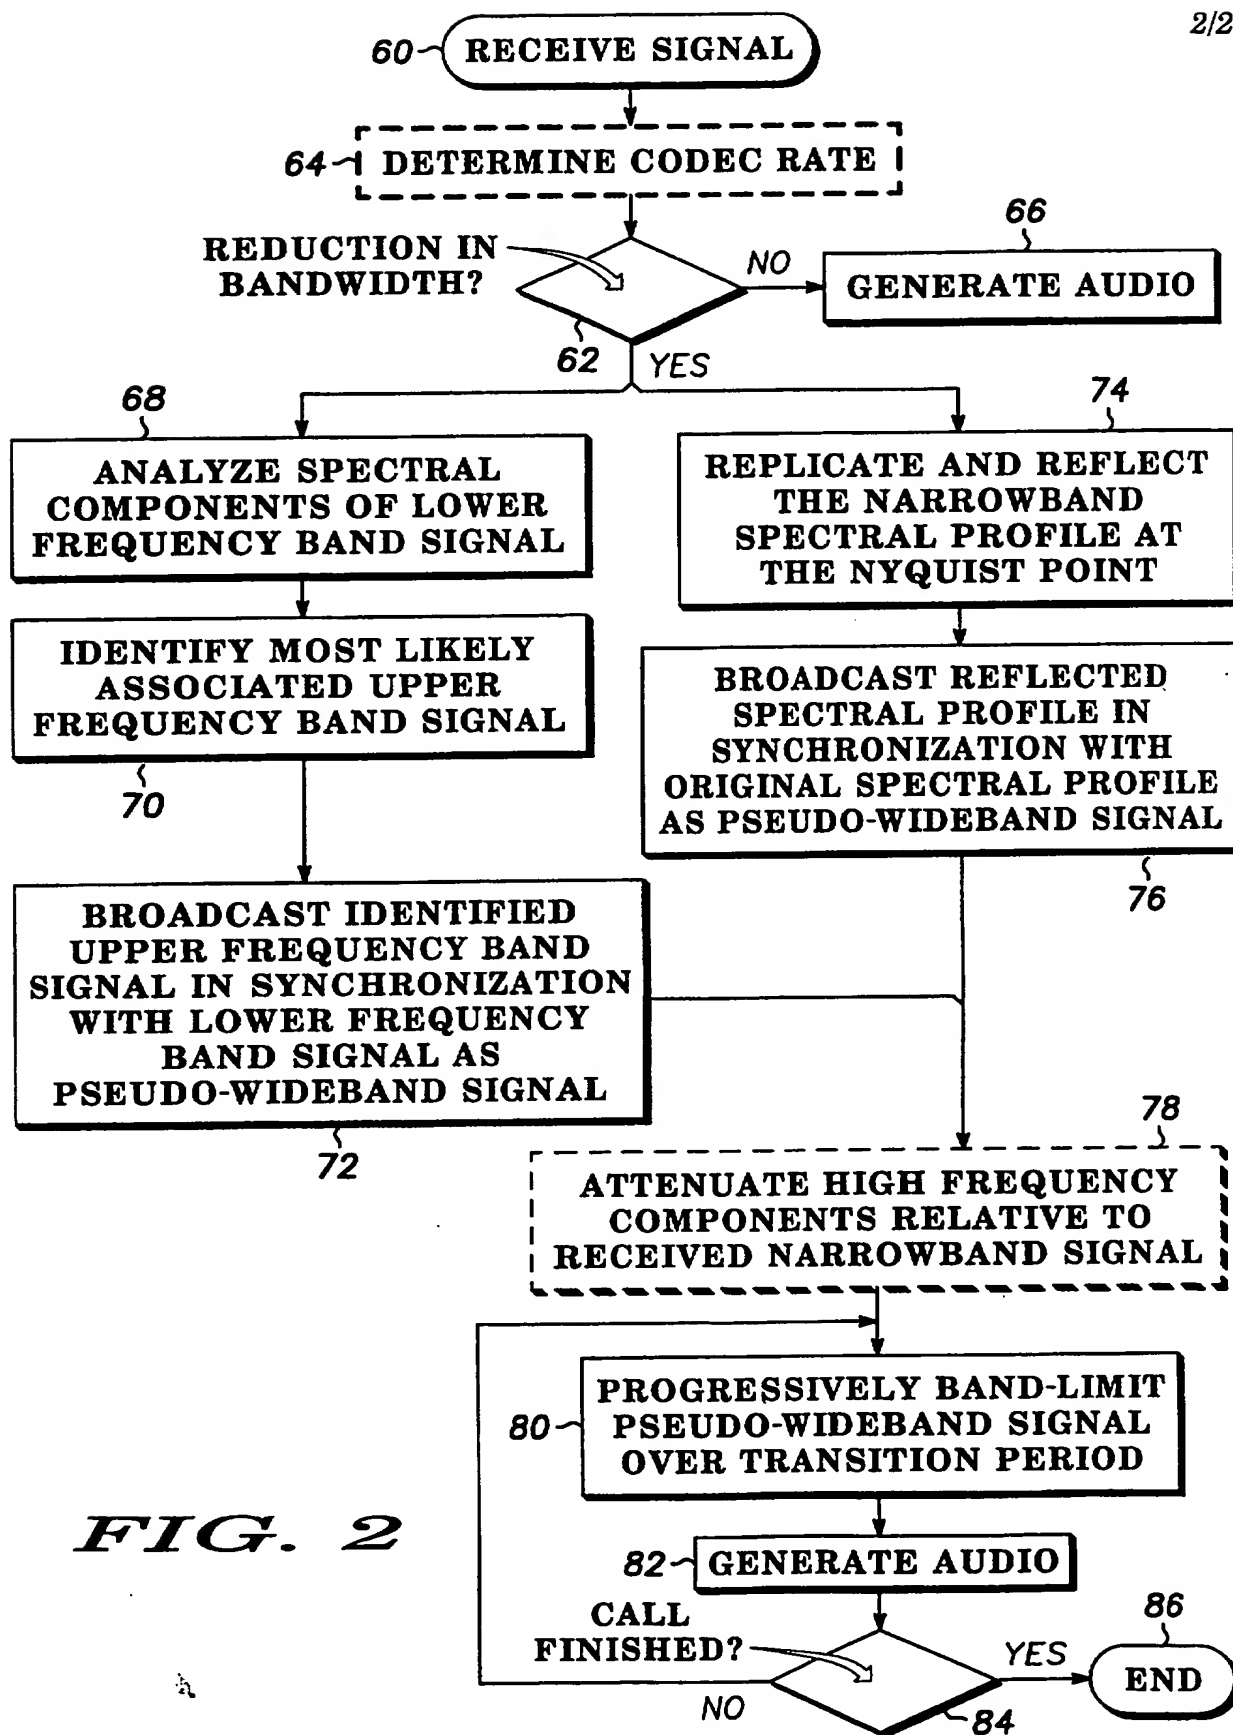 2/2
60
RECEIVE SIGNAL
64
DETERMINE CODEC RATE
REDUCTION IN
BANDWIDTH?
62
NO
66
GENERATE AUDIO
YES
68
ANALYZE SPECTRAL
COMPONENTS OF LOWER
FREQUENCY BAND SIGNAL
74
REPLICATE AND REFLECT
THE NARROWBAND
SPECTRAL PROFILE AT
THE NYQUIST POINT
IDENTIFY MOST LIKELY
ASSOCIATED UPPER
FREQUENCY BAND SIGNAL
70
BROADCAST REFLECTED
SPECTRAL PROFILE IN
SYNCHRONIZATION WITH
ORIGINAL SPECTRAL PROFILE
AS PSEUDO-WIDEBAND SIGNAL
76
BROADCAST IDENTIFIED
UPPER FREQUENCY BAND
SIGNAL IN SYNCHRONIZATION
WITH LOWER FREQUENCY
BAND SIGNAL AS
PSEUDO-WIDEBAND SIGNAL
72
78
ATTENUATE HIGH FREQUENCY
COMPONENTS RELATIVE TO
RECEIVED NARROWBAND SIGNAL
80
PROGRESSIVELY BAND-LIMIT
PSEUDO-WIDEBAND SIGNAL
OVER TRANSITION PERIOD
FIG. 2
82
GENERATE AUDIO
CALL
FINISHED?
NO
84
YES
86
END